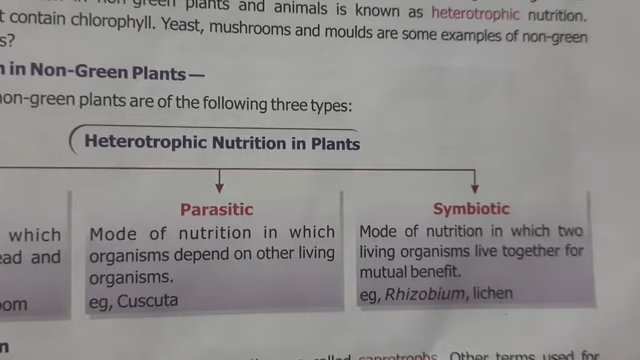 non green plants and animals is known as heterotrophic nutrition.
t contain chlorophyll. Yeast, mushrooms and moulds are some examples of non-green
s?
in Non-Green Plants—
non-green plants are of the following three types:
Heterotrophic Nutrition in Plants
which
ead and
oom
Parasitic
Mode of nutrition in which
organisms depend on other living
organisms.
eg, Cuscuta
Symbiotic
Mode of nutrition in which two
living organisms live together for
mutual benefit.
eg, Rhizobium, lichen
n
called saprotrophs. Other terms used for